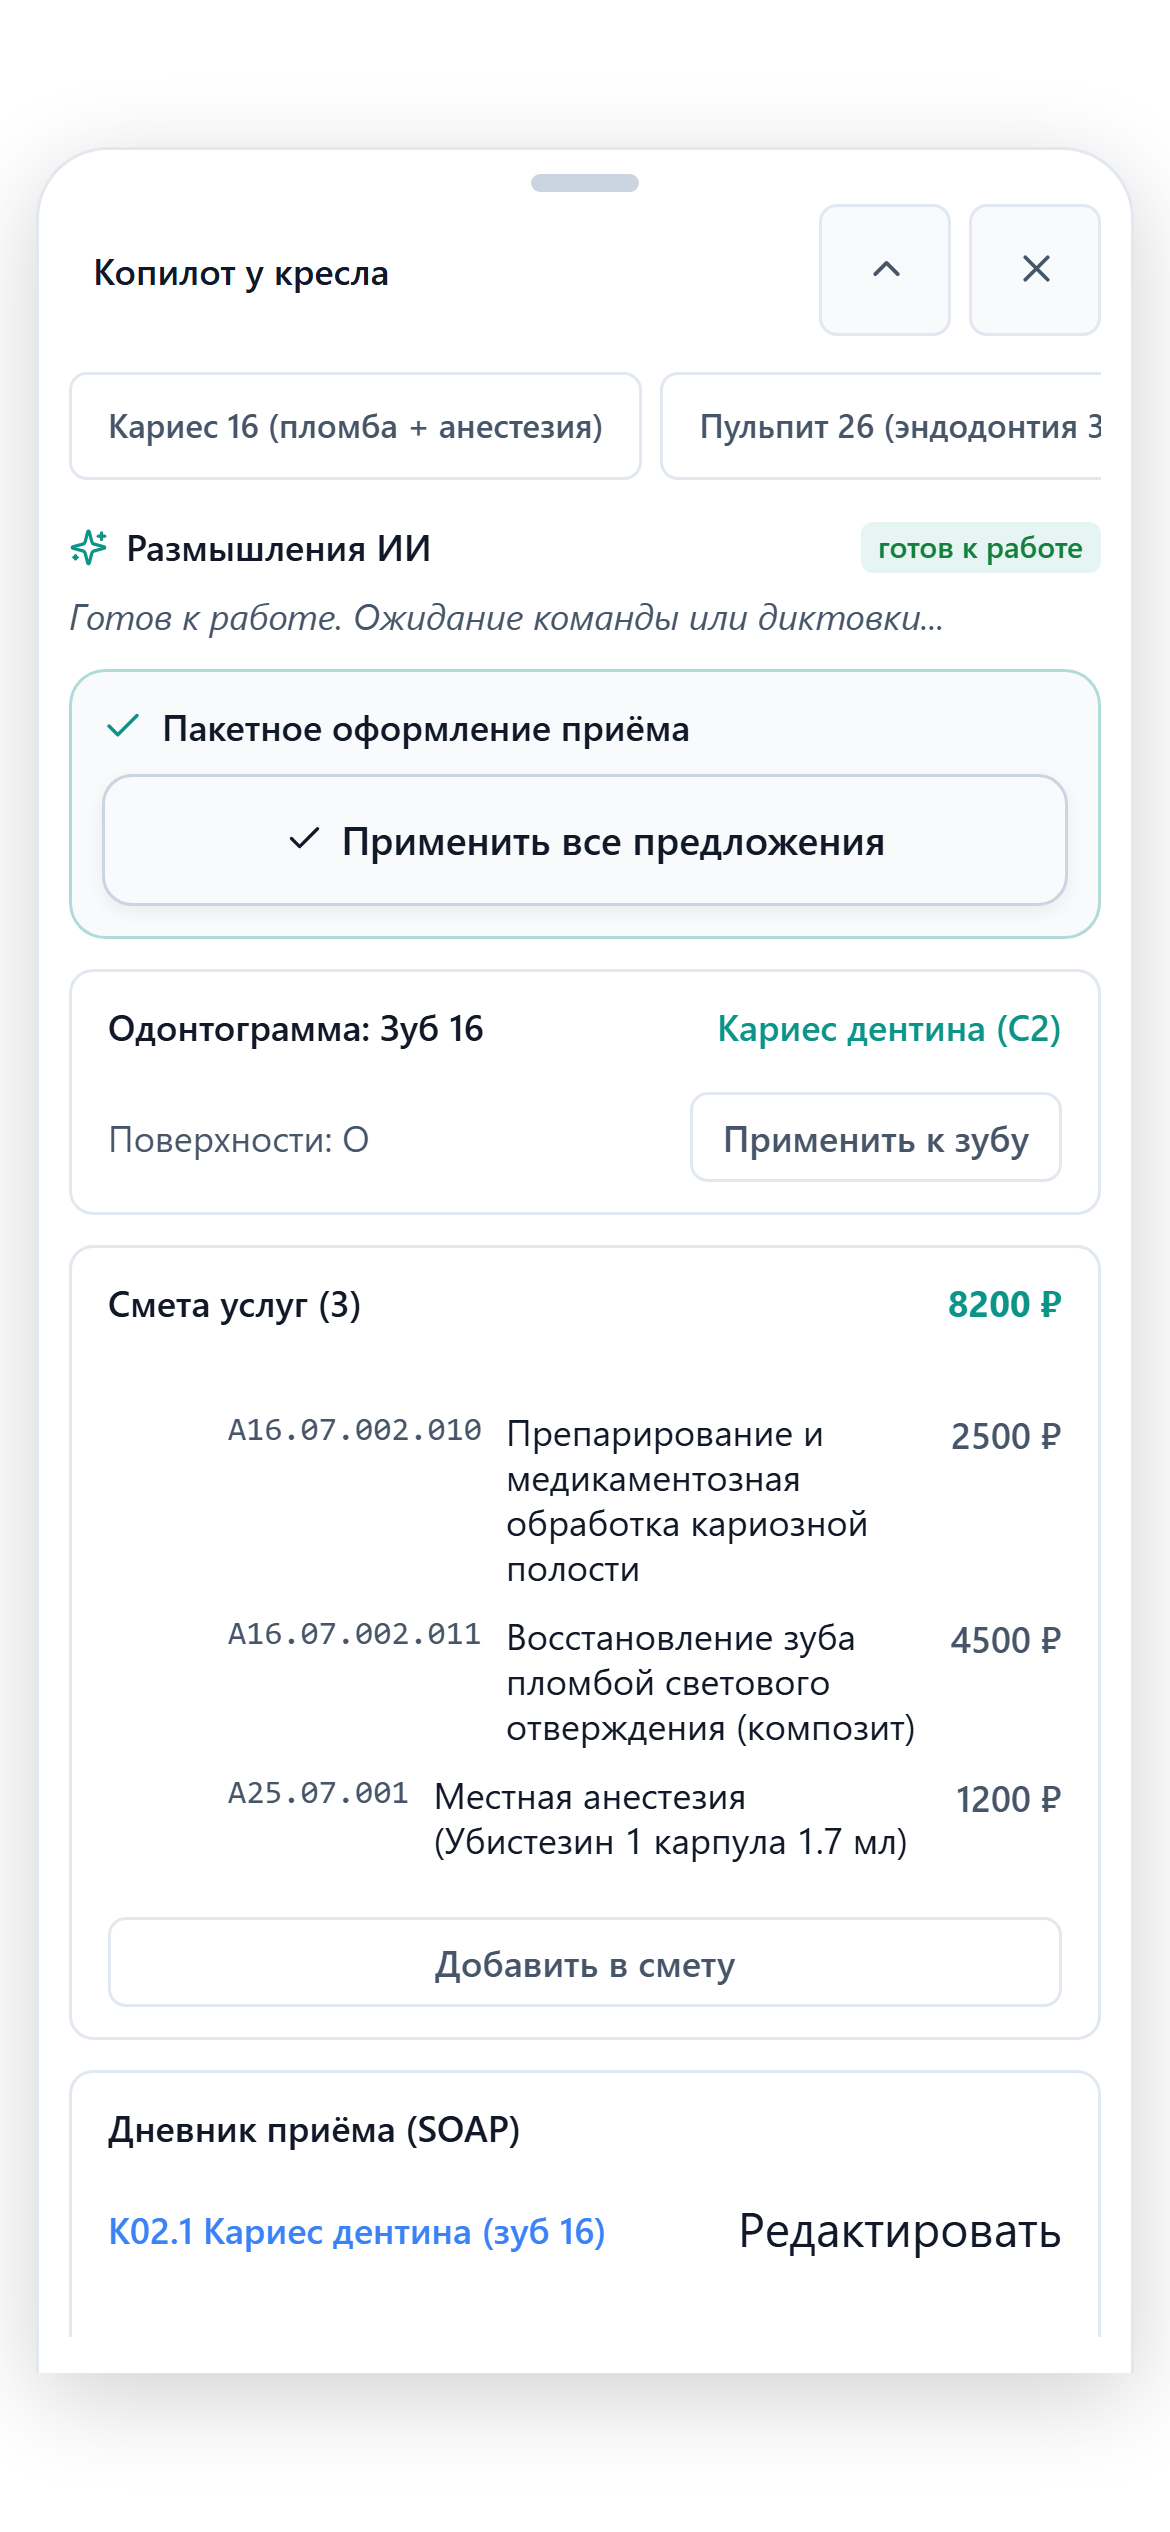 Копилот у кресла
Кариес 16 (пломба + анестезия)
Пульпит 26 (эндодонтия 3
Размышления ИИ
готов к работе
Готов к работе. Ожидание команды или диктовки...
Пакетное оформление приёма
Применить все предложения
Одонтограмма: Зуб 16
Кариес дентина (C2)
Поверхности: O
Применить к зубу
Смета услуг (3)
8200 ₽
A16.07.002.010
Препарирование и
медикаментозная
обработка кариозной
полости
2500 ₽
A16.07.002.011
Восстановление зуба
пломбой светового
отверждения (композит)
4500 ₽
A25.07.001
Местная анестезия
(Убистезин 1 карпула 1.7 мл)
1200 ₽
Добавить в смету
Дневник приёма (SOAP)
K02.1 Кариес дентина (зуб 16)
Редактировать